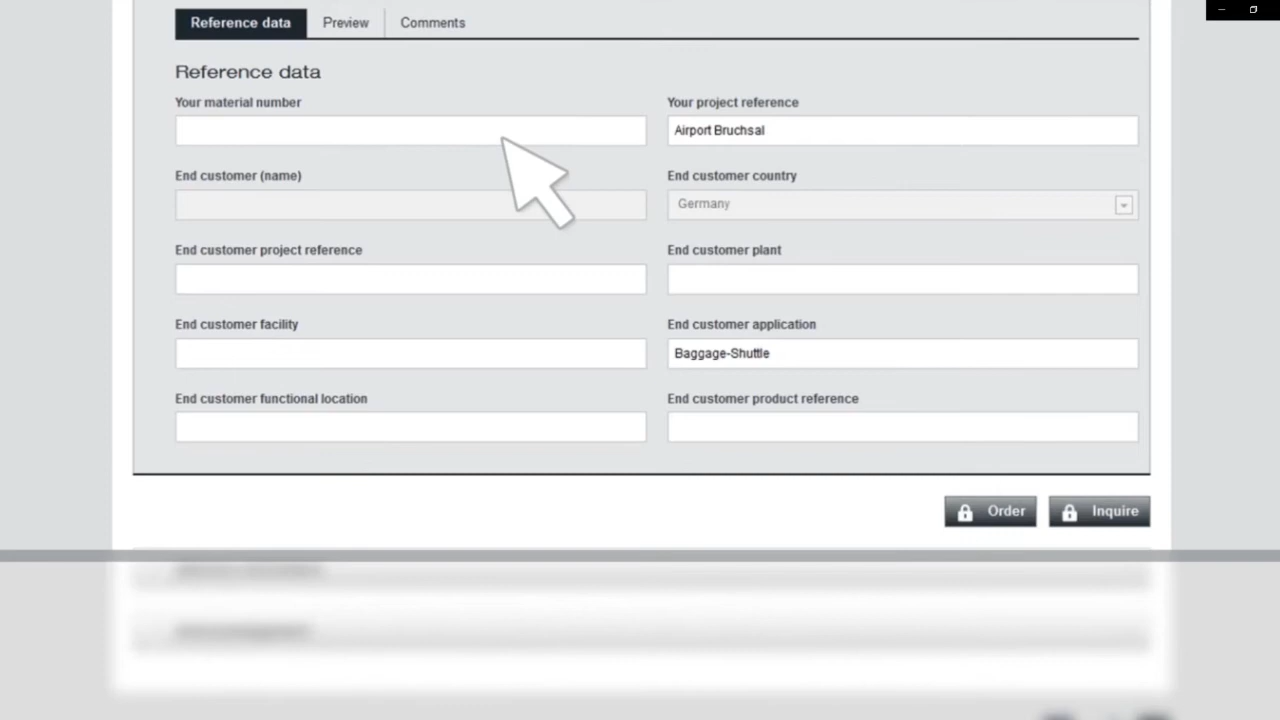 Reference data Preview Comments
Reference data
Your material number Your project reference
Airport Bruchsal
End customer (name) End customer country
Germany
End customer project reference End customer plant
End customer facility End customer application
Baggage-Shuttle
End customer functional location End customer product reference
Order Inquire